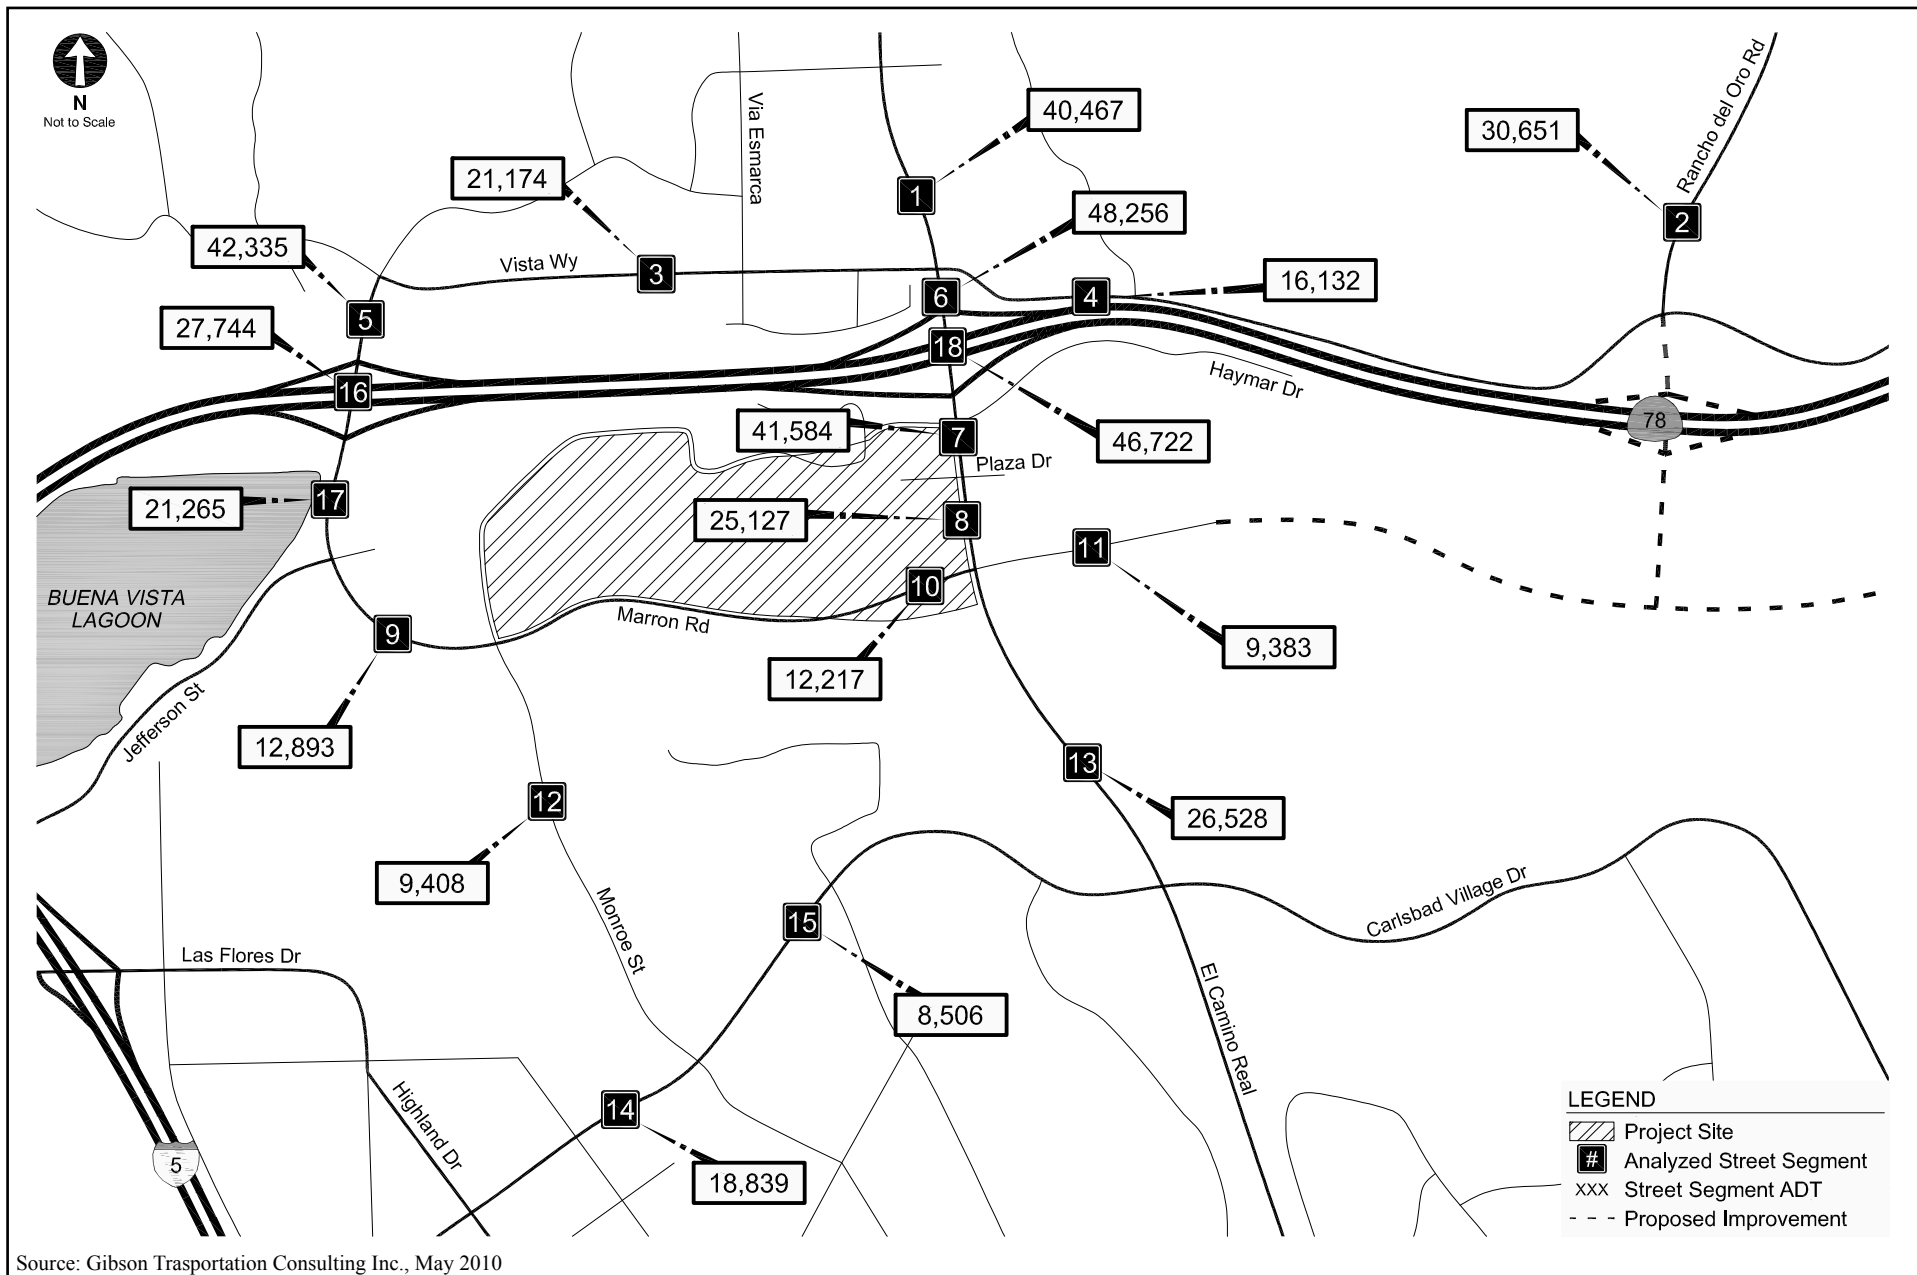 N
Not to Scale
Via Esmarca
40,467
Rancho del Oro Rd
30,651
21,174
1
48,256
2
42,335
Vista Wy
3
16,132
6
4
5
27,744
18
16
Haymar Dr
78
41,584
7
46,722
Plaza Dr
21,265
17
25,127
8
11
10
BUENA VISTA
LAGOON
Marron Rd
9
9,383
12,217
Jefferson St
12,893
13
12
26,528
9,408
Monroe St
15
Carlsbad Village Dr
Las Flores Dr
8,506
El Camino Real
Highland Dr
14
5
18,839
LEGEND
Project Site
# Analyzed Street Segment
XXX Street Segment ADT
Proposed Improvement
Source: Gibson Trasportation Consulting Inc., May 2010